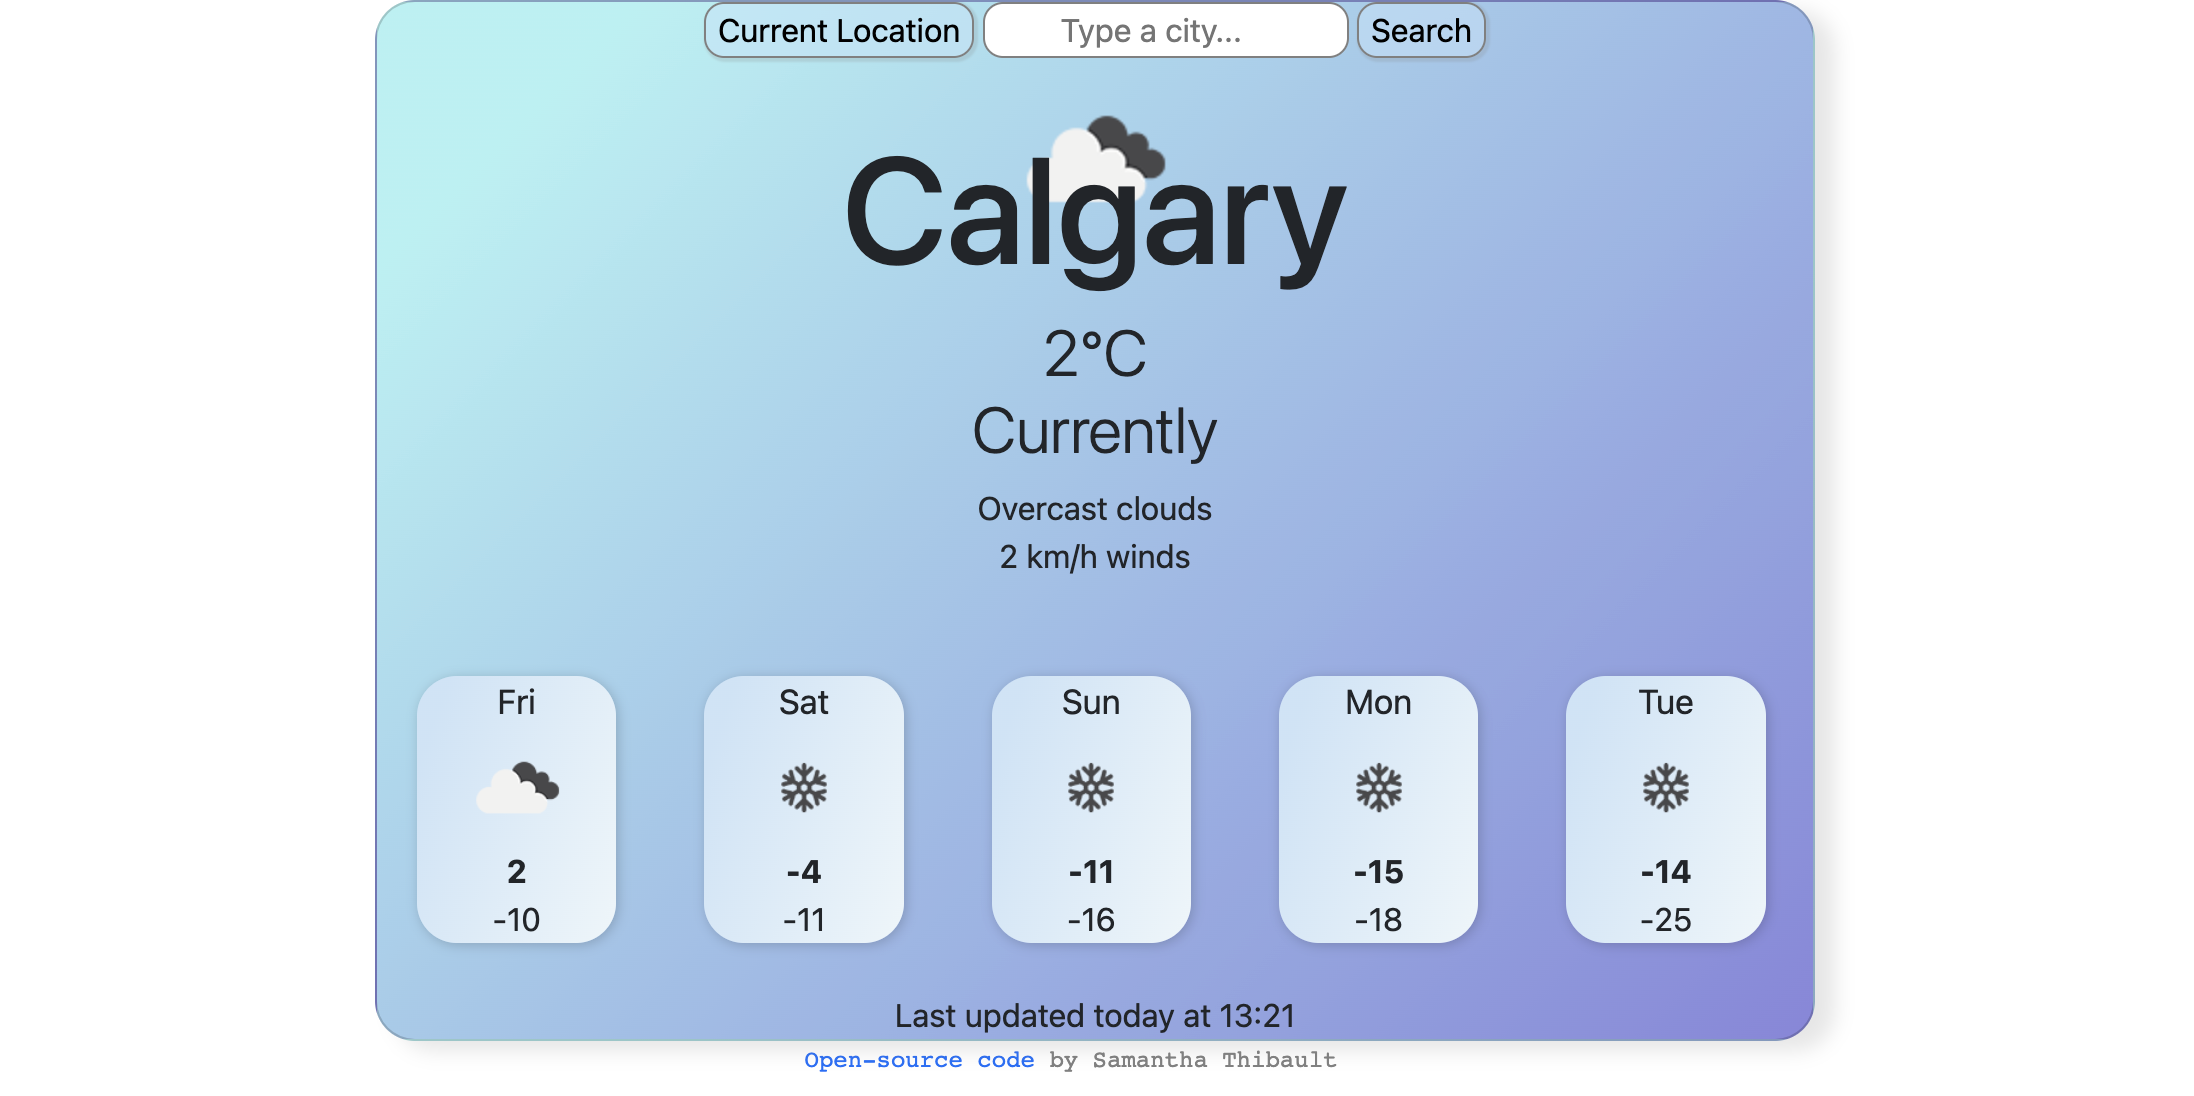 Current Location Type a city... Search
Calgary
2°C
Currently
Overcast clouds
2 km/h winds
Fri Sat Sun Mon Tue
2 -4 -11 -15 -14
-10 -11 -16 -18 -25
Last updated today at 13:21
Open-source code by Samantha Thibault